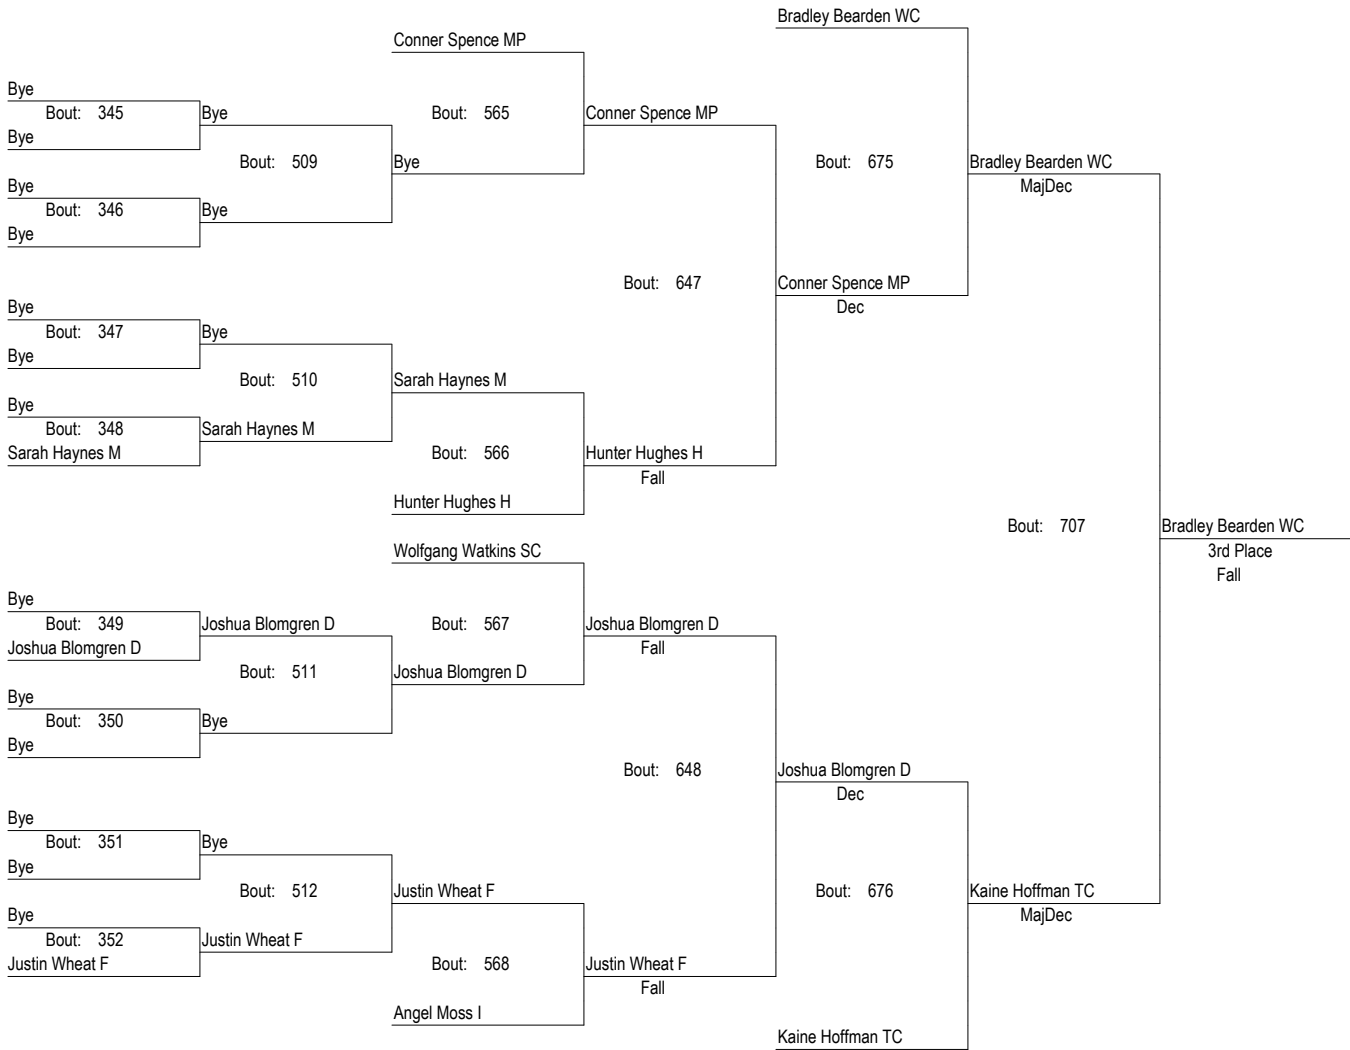 Bradley Bearden WC
Conner Spence MP
Bye
Bout: 345
Bye
Bout: 565
Conner Spence MP
Bye
Bout: 509
Bye
Bout: 675
Bradley Bearden WC
MajDec
Bye
Bout: 346
Bye
Bye
Bout: 647
Conner Spence MP
Dec
Bye
Bout: 347
Bye
Bye
Bout: 510
Sarah Haynes M
Bye
Bout: 348
Sarah Haynes M
Sarah Haynes M
Bout: 566
Hunter Hughes H
Fall
Hunter Hughes H
Bout: 707
Bradley Bearden WC
3rd Place
Fall
Wolfgang Watkins SC
Bye
Bout: 349
Joshua Blomgren D
Bout: 567
Joshua Blomgren D
Fall
Joshua Blomgren D
Bout: 511
Joshua Blomgren D
Bye
Bout: 350
Bye
Bye
Bout: 648
Joshua Blomgren D
Dec
Bye
Bout: 351
Bye
Bye
Bout: 512
Justin Wheat F
Bout: 676
Kaine Hoffman TC
MajDec
Bye
Bout: 352
Justin Wheat F
Justin Wheat F
Bout: 568
Justin Wheat F
Fall
Angel Moss I
Kaine Hoffman TC